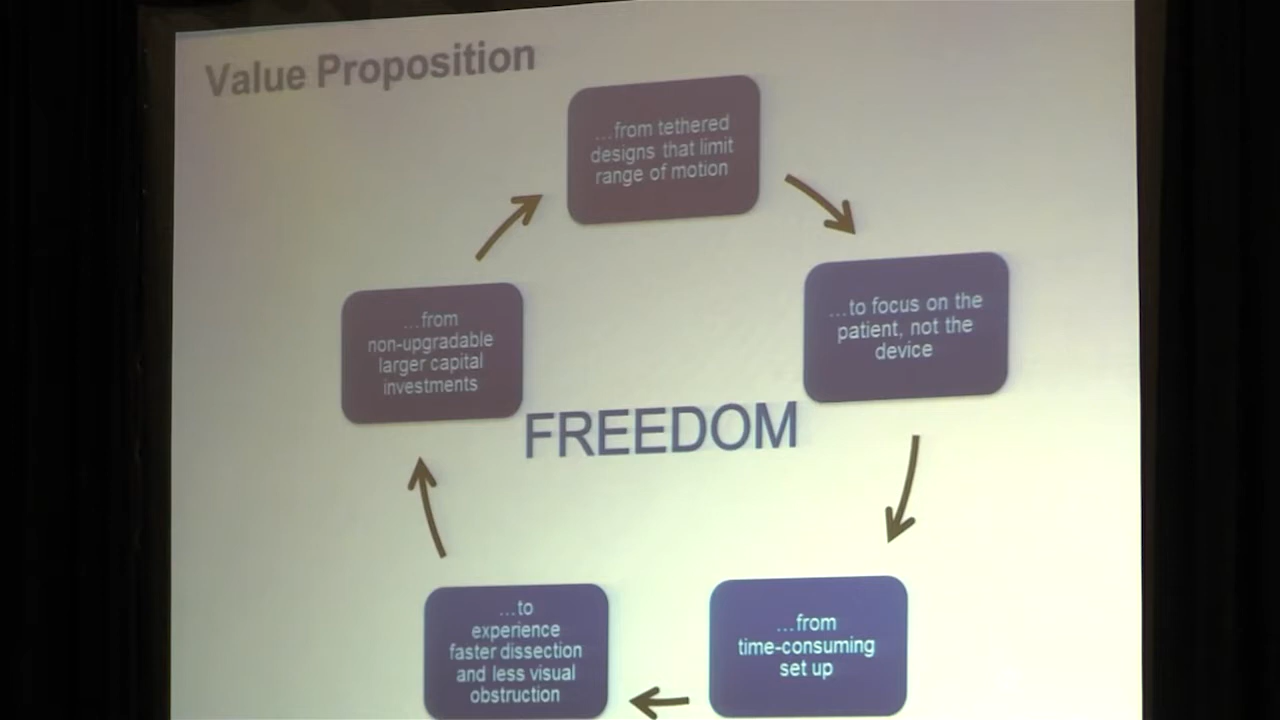 Value Proposition
...from tethered
designs that limit
range of motion
...to focus on the
patient, not the
device
...from
time-consuming
set up
...to
experience
faster dissection
and less visual
obstruction
...from
non-upgradable
larger capital
investments
FREEDOM